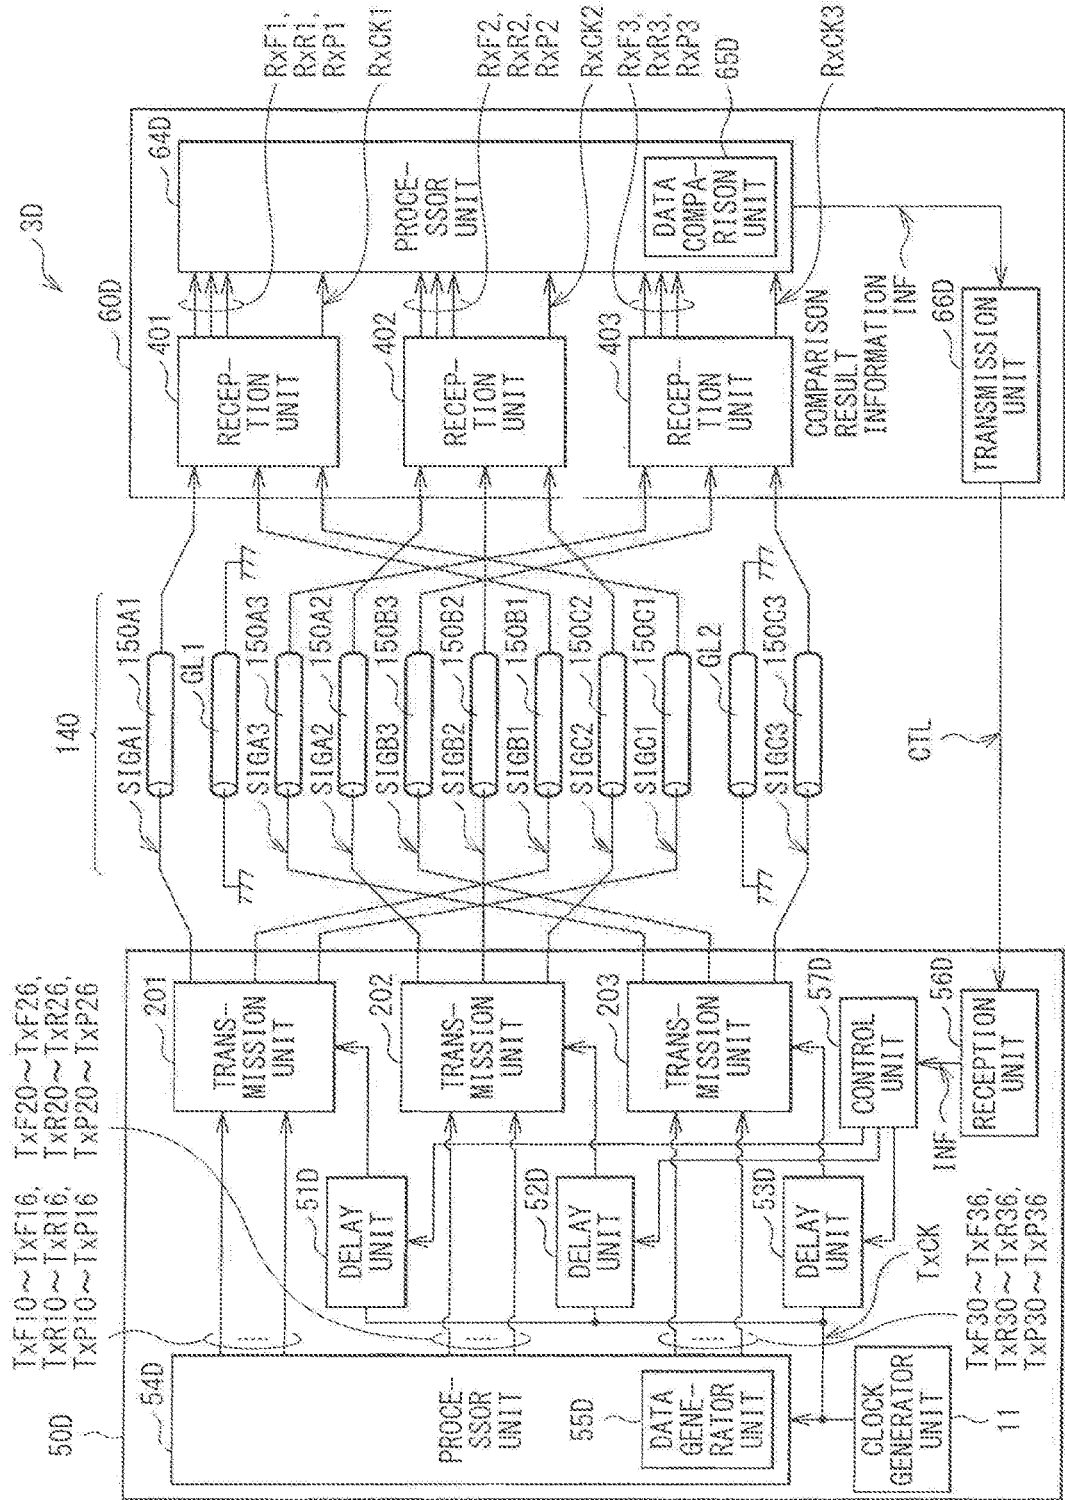 3D
50D
54D
PROCE-
SSOR
UNIT
55D
DATA
GENE-
RATOR
UNIT
CLOCK
GENERATOR
UNIT
11
TxF10~TxF16,
TxR10~TxR16,
TxP10~TxP16
TxF20~TxF26,
TxR20~TxR26,
TxP20~TxP26
TxF30~TxF36,
TxR30~TxR36,
TxP30~TxP36
TxCK
51D
DELAY
UNIT
52D
DELAY
UNIT
53D
DELAY
UNIT
201
TRANS-
MISSION
UNIT
202
TRANS-
MISSION
UNIT
203
TRANS-
MISSION
UNIT
57D
CONTROL
UNIT
INF
56D
RECEPTION
UNIT
140
SIGA1
150A1
GL1
SIGA3
150A3
SIGA2
150A2
SIGB3
150B3
SIGB2
150B2
SIGB1
150B1
SIGC2
150C2
SIGC1
150C1
GL2
SIGC3
150C3
CTL
60D
401
RECEP-
TION
UNIT
402
RECEP-
TION
UNIT
403
RECEP-
TION
UNIT
COMPARISON
RESULT
INFORMATION
INF
66D
TRANSMISSION
UNIT
64D
PROCE-
SSOR
UNIT
DATA
COMPA-
RISON
UNIT
65D
RxF1,
RxR1,
RxP1
RxCK1
RxF2,
RxR2,
RxP2
RxCK2
RxF3,
RxR3,
RxP3
RxCK3